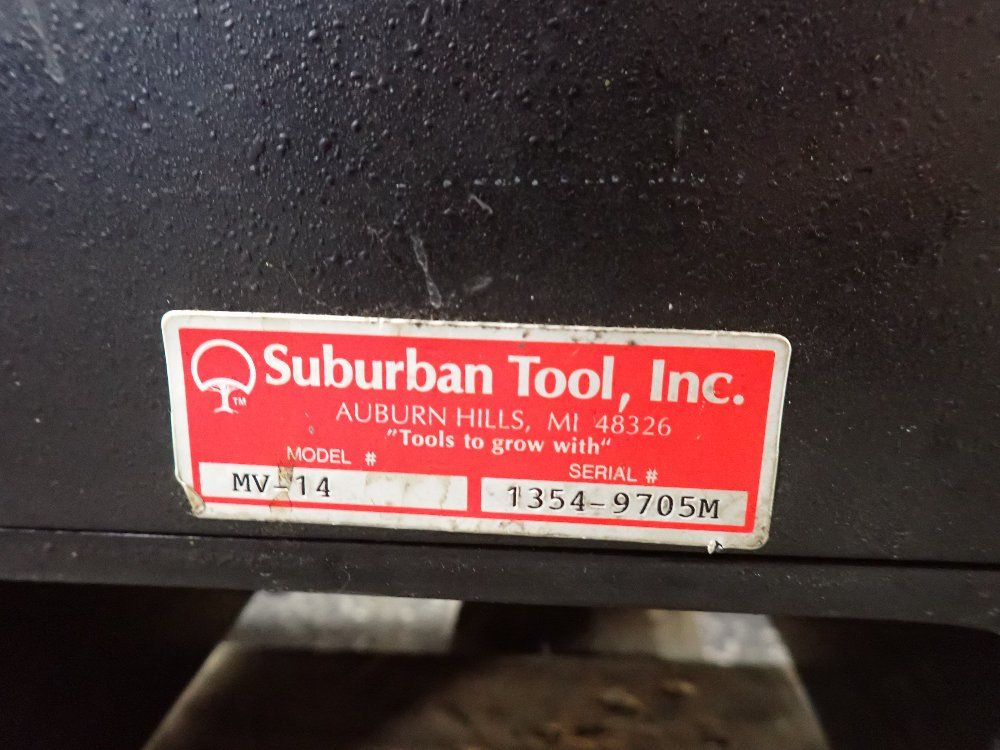 Suburban Tool, Inc.
TM
AUBURN HILLS, MI 48326
"Tools to grow with"
MODEL #
SERIAL #
MV-14
1354-9705M